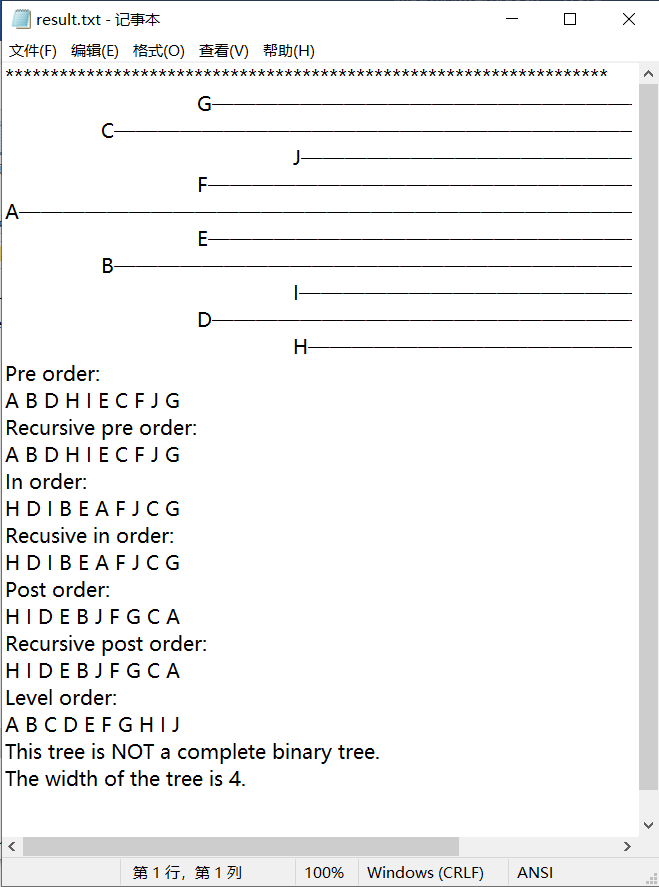 result.txt - 记事本
文件(F) 编辑(E) 格式(O) 查看(V) 帮助(H)
*******************************************************************
G————————————————————
C——————————————————————
J————————————————
F————————————————————
A————————————————————————————
E————————————————————
B——————————————————————
I————————————————
D————————————————————
H————————————————
Pre order:
A B D H I E C F J G
Recursive pre order:
A B D H I E C F J G
In order:
H D I B E A F J C G
Recusive in order:
H D I B E A F J C G
Post order:
H I D E B J F G C A
Recursive post order:
H I D E B J F G C A
Level order:
A B C D E F G H I J
This tree is NOT a complete binary tree.
The width of the tree is 4.
第 1 行，第 1 列 100% Windows (CRLF) ANSI